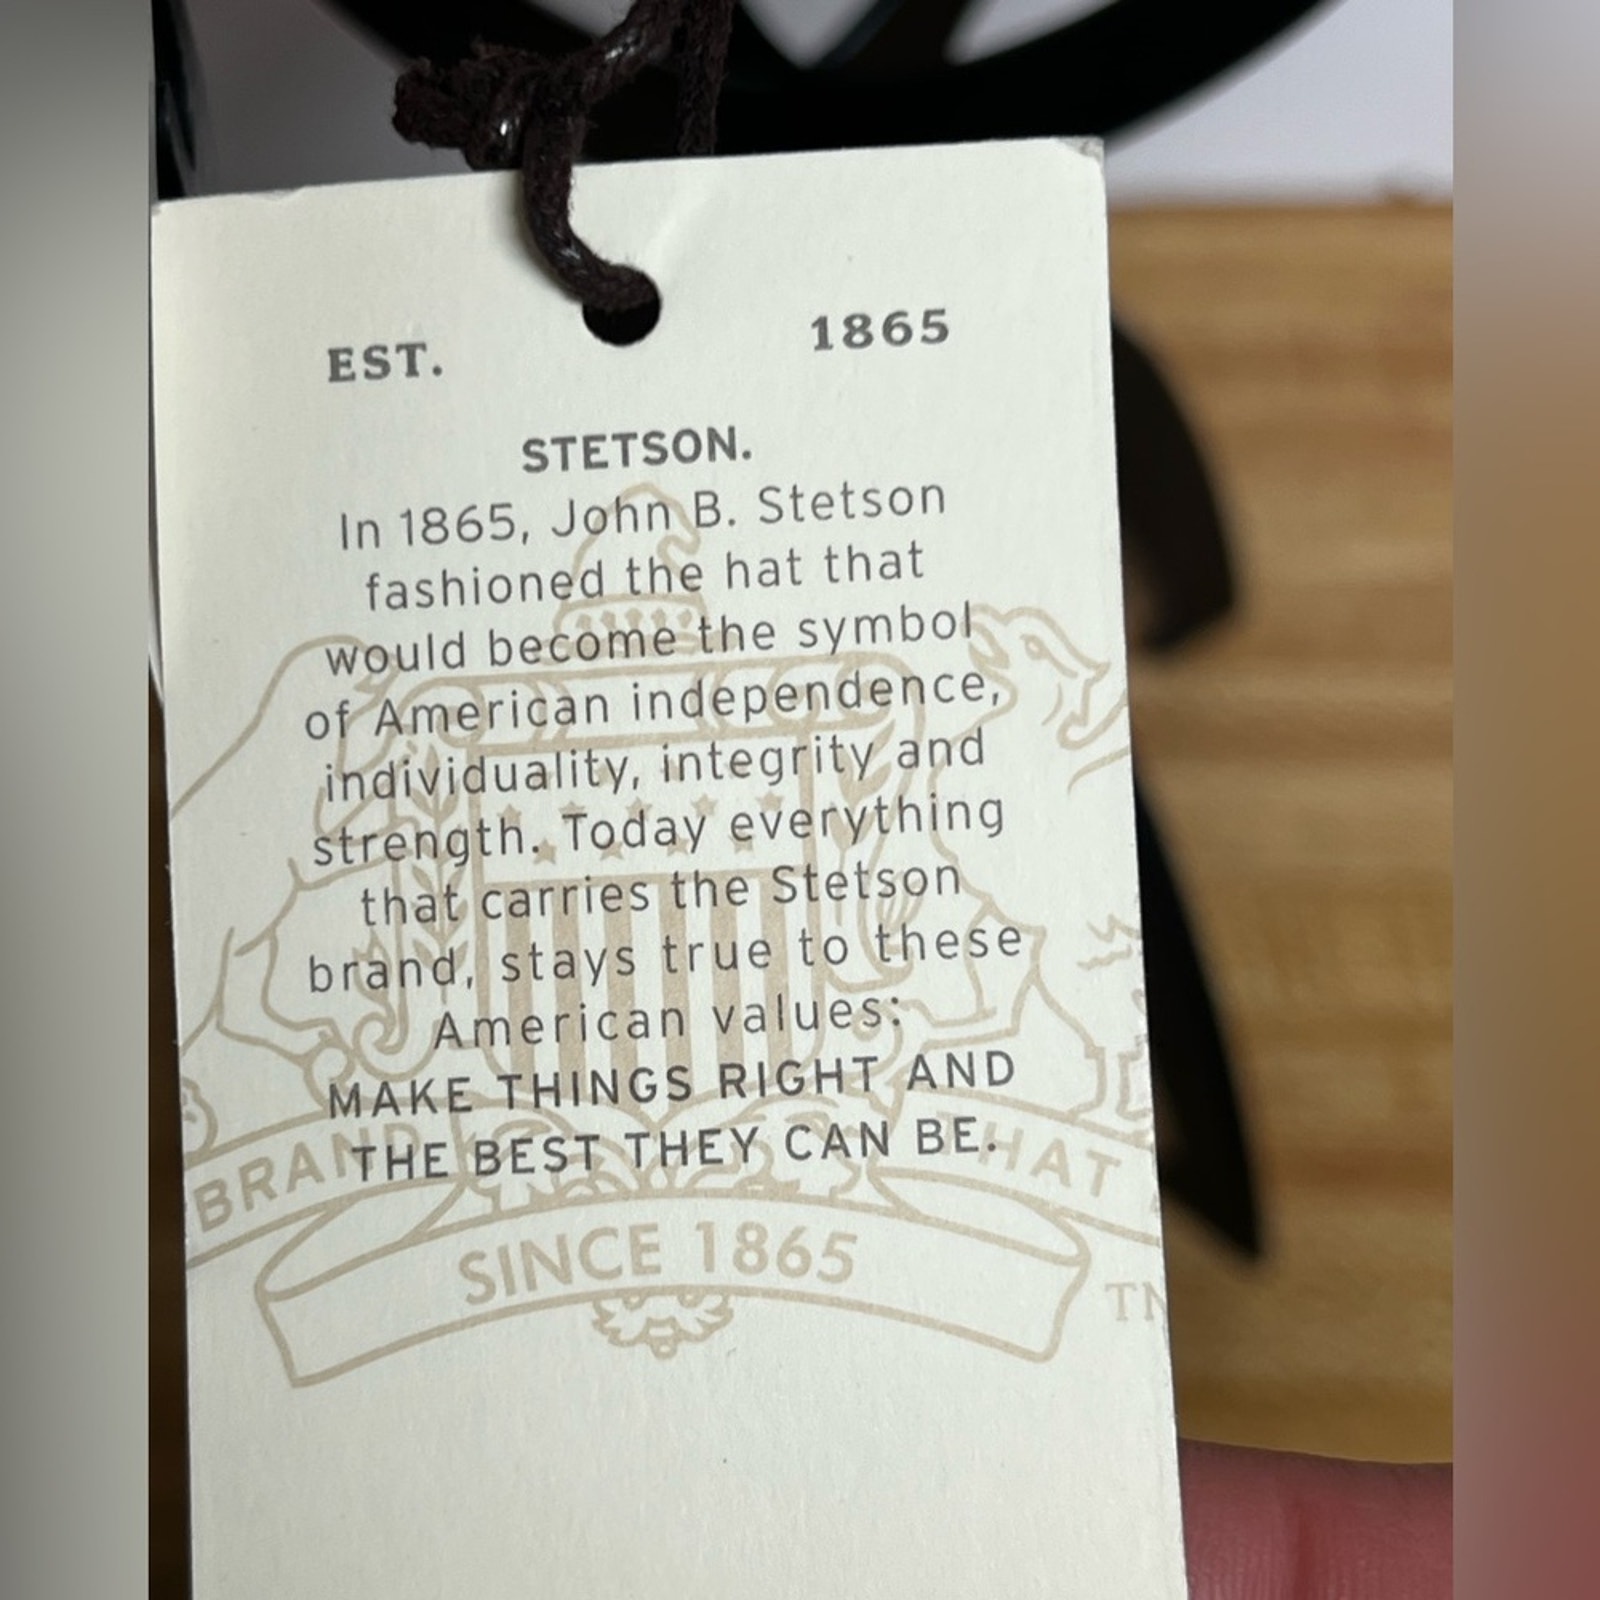 EST. 1865
STETSON.
In 1865, John B. Stetson
fashioned the hat that
would become the symbol
of American independence,
individuality, integrity and
strength. Today everything
that carries the Stetson
brand, stays true to these
American values:
MAKE THINGS RIGHT AND
THE BEST THEY CAN BE.
BRAND HAT
SINCE 1865